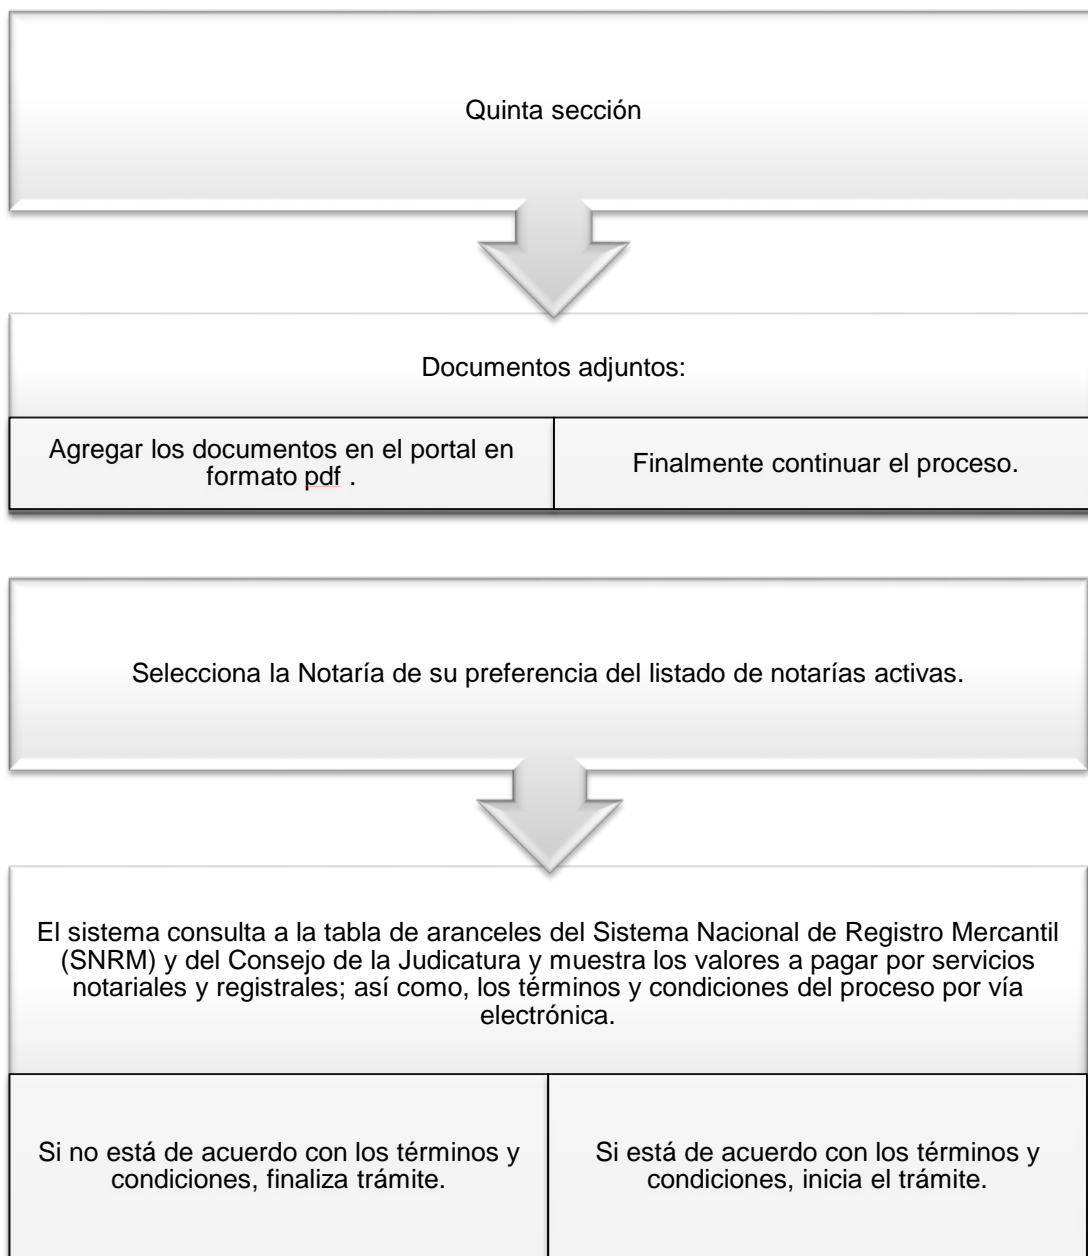 Quinta sección
Documentos adjuntos:
Agregar los documentos en el portal en
formato pdf .
Finalmente continuar el proceso.
Selecciona la Notaría de su preferencia del listado de notarías activas.
El sistema consulta a la tabla de aranceles del Sistema Nacional de Registro Mercantil
(SNRM) y del Consejo de la Judicatura y muestra los valores a pagar por servicios
notariales y registrales; así como, los términos y condiciones del proceso por vía
electrónica.
Si no está de acuerdo con los términos y
condiciones, finaliza trámite.
Si está de acuerdo con los términos y
condiciones, inicia el trámite.